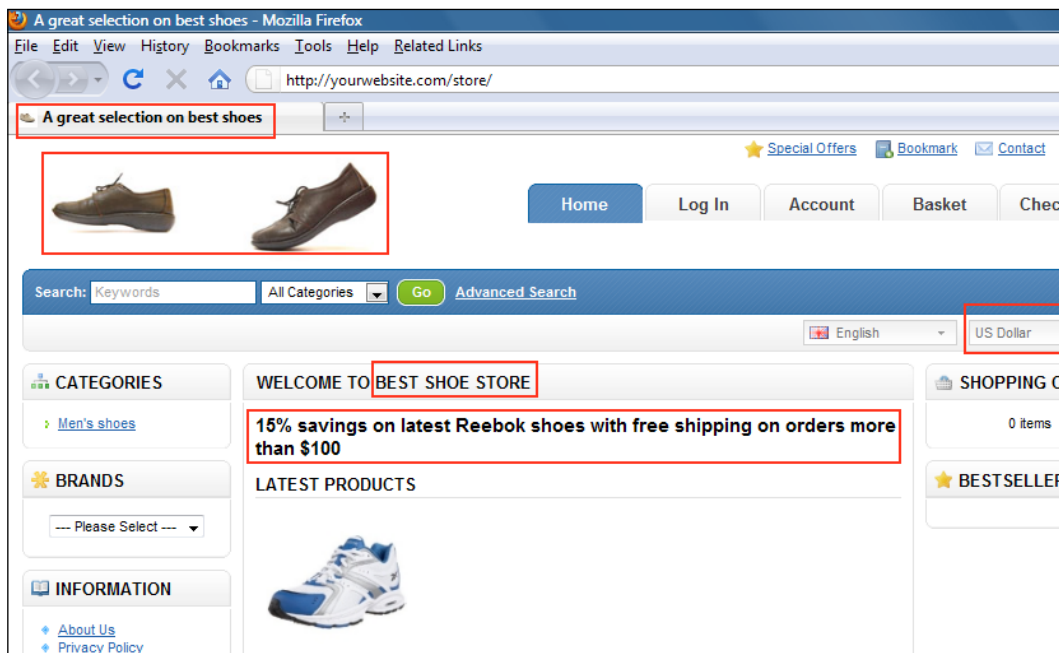 A great selection on best shoes - Mozilla Firefox
File Edit View History Bookmarks Tools Help Related Links
http://yourwebsite.com/store/
A great selection on best shoes
Special Offers Bookmark Contact
Home Log In Account Basket Chec
Search: Keywords All Categories Go Advanced Search
English US Dollar
CATEGORIES
Men's shoes
BRANDS
--- Please Select ---
INFORMATION
About Us
Privacy Policy
WELCOME TO BEST SHOE STORE
15% savings on latest Reebok shoes with free shipping on orders more
than $100
LATEST PRODUCTS
SHOPPING C
0 items
BESTSELLER